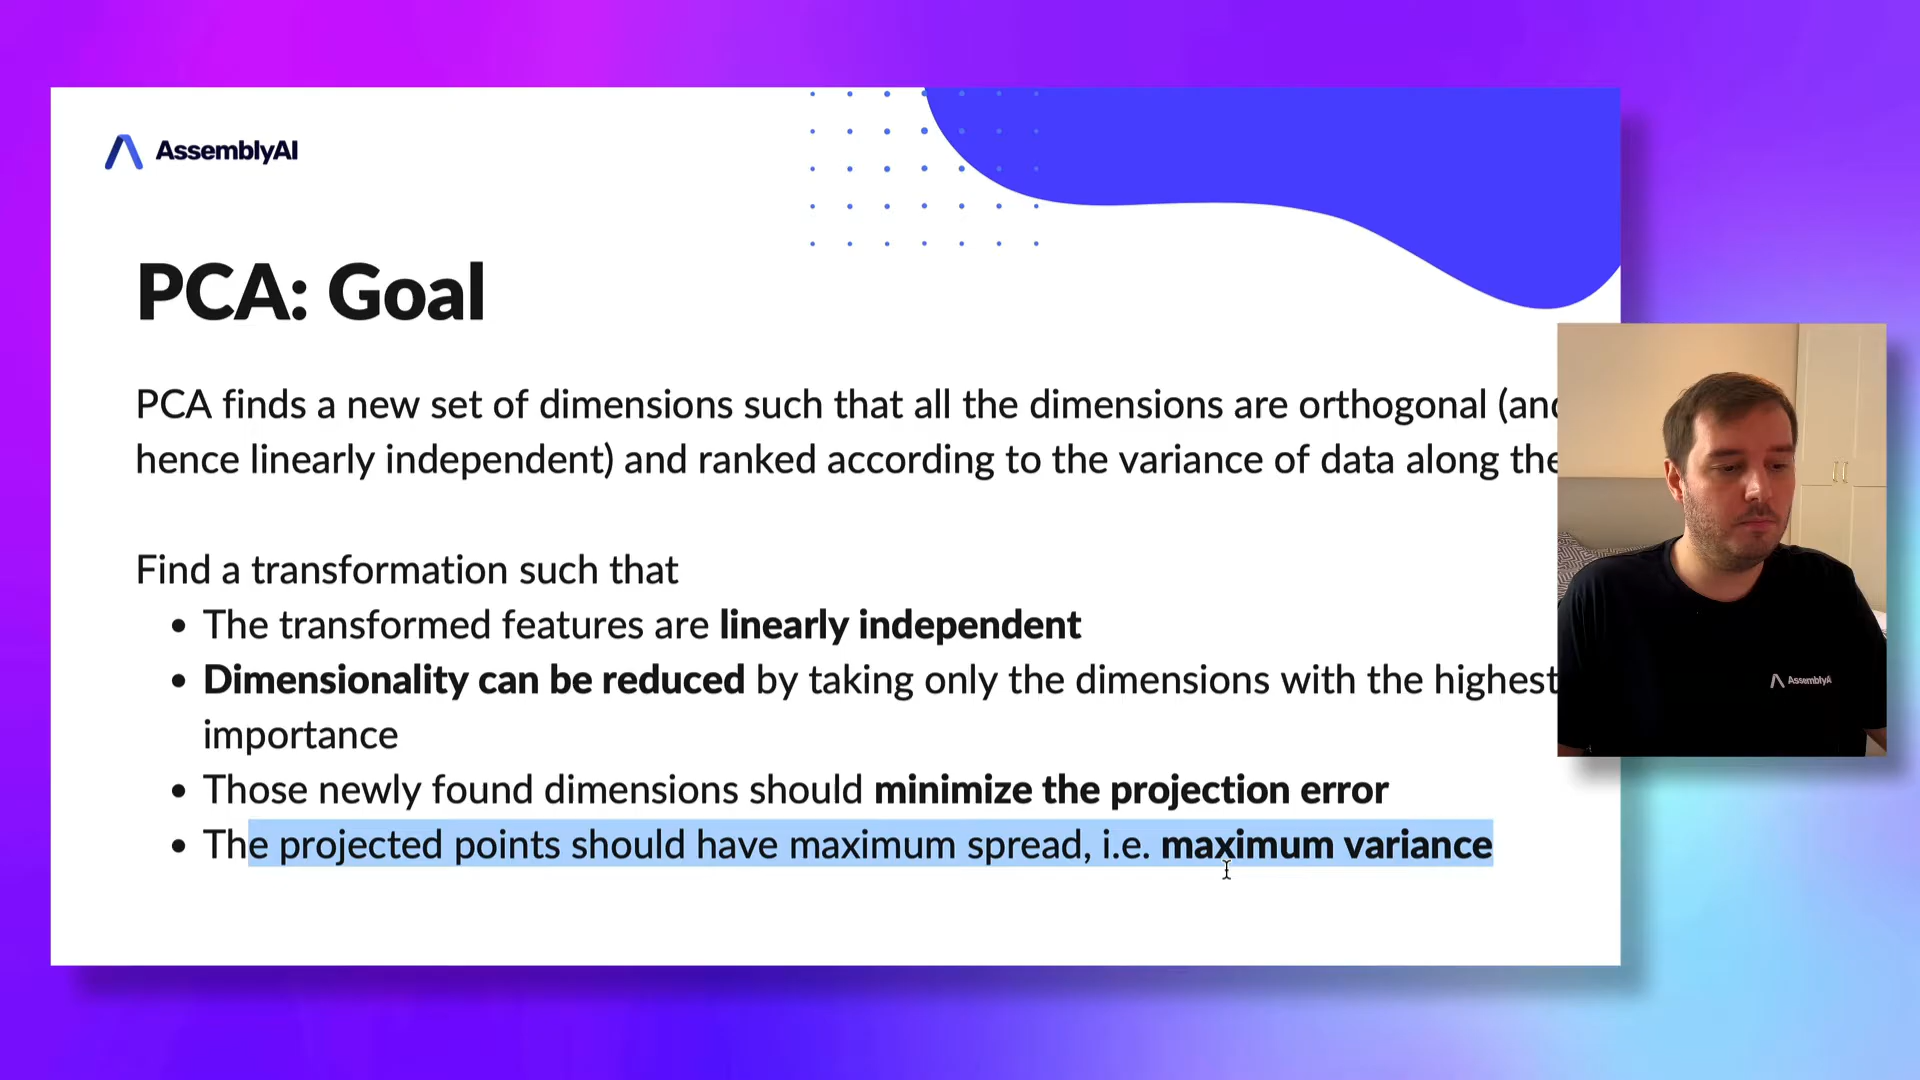 AssemblyAI
PCA: Goal
PCA finds a new set of dimensions such that all the dimensions are orthogonal (and
hence linearly independent) and ranked according to the variance of data along
Find a transformation such that
• The transformed features are linearly independent
• Dimensionality can be reduced by taking only the dimensions with the highest
importance
• Those newly found dimensions should minimize the projection error
• The projected points should have maximum spread, i.e. maximum variance
AssemblyAI